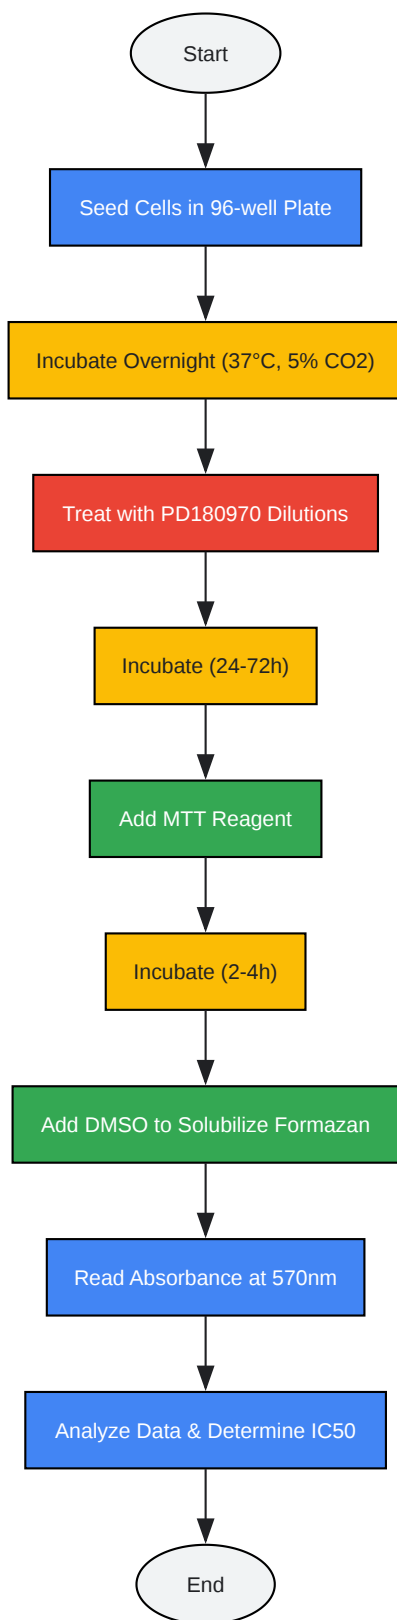 Start
Seed Cells in 96-well Plate
Incubate Overnight (37°C, 5% CO2)
Treat with PD180970 Dilutions
Incubate (24-72h)
Add MTT Reagent
Incubate (2-4h)
Add DMSO to Solubilize Formazan
Read Absorbance at 570nm
Analyze Data & Determine IC50
End